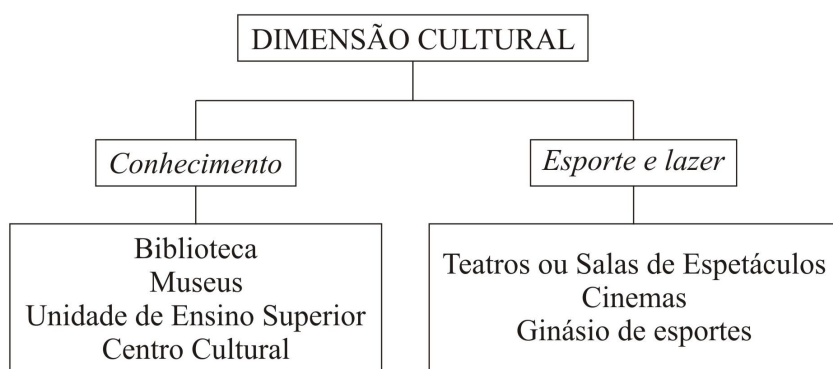 DIMENSÃO CULTURAL
Conhecimento
Esporte e lazer
Biblioteca
Museus
Unidade de Ensino Superior
Centro Cultural
Teatros ou Salas de Espetáculos
Cinemas
Ginásio de esportes